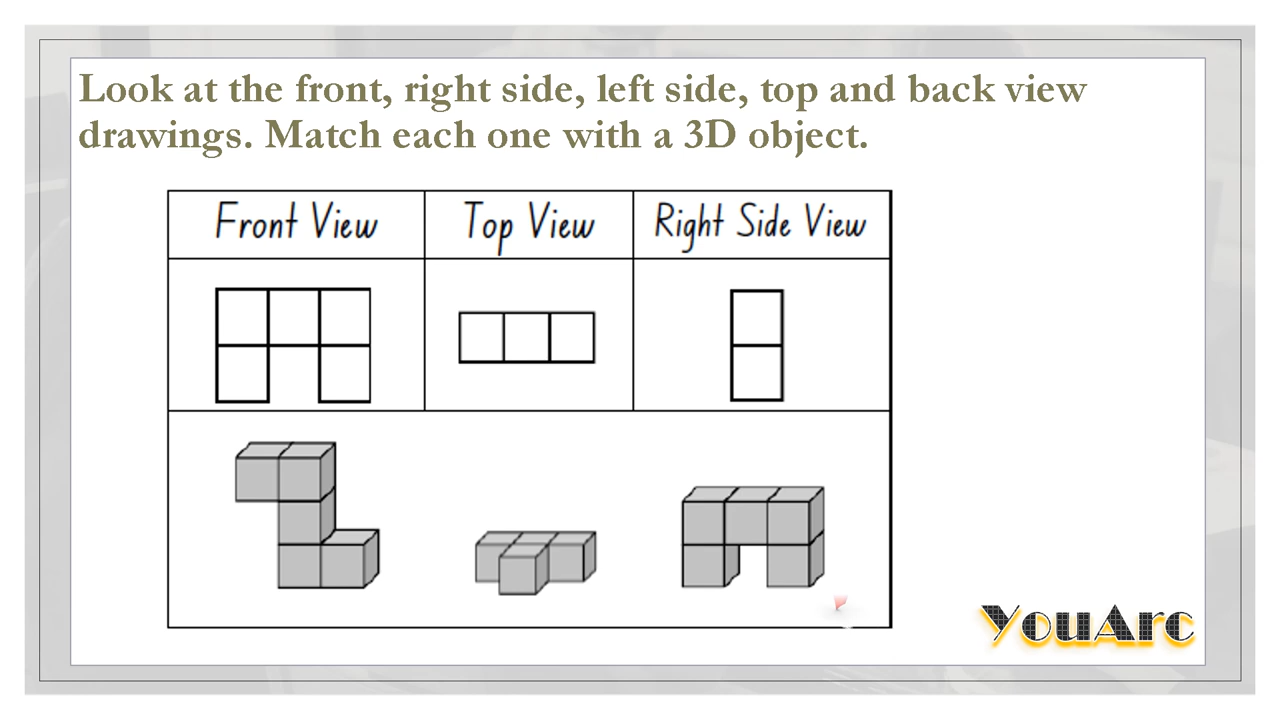 Look at the front, right side, left side, top and back view
drawings. Match each one with a 3D object.
Front View
Top View
Right Side View
YouArc